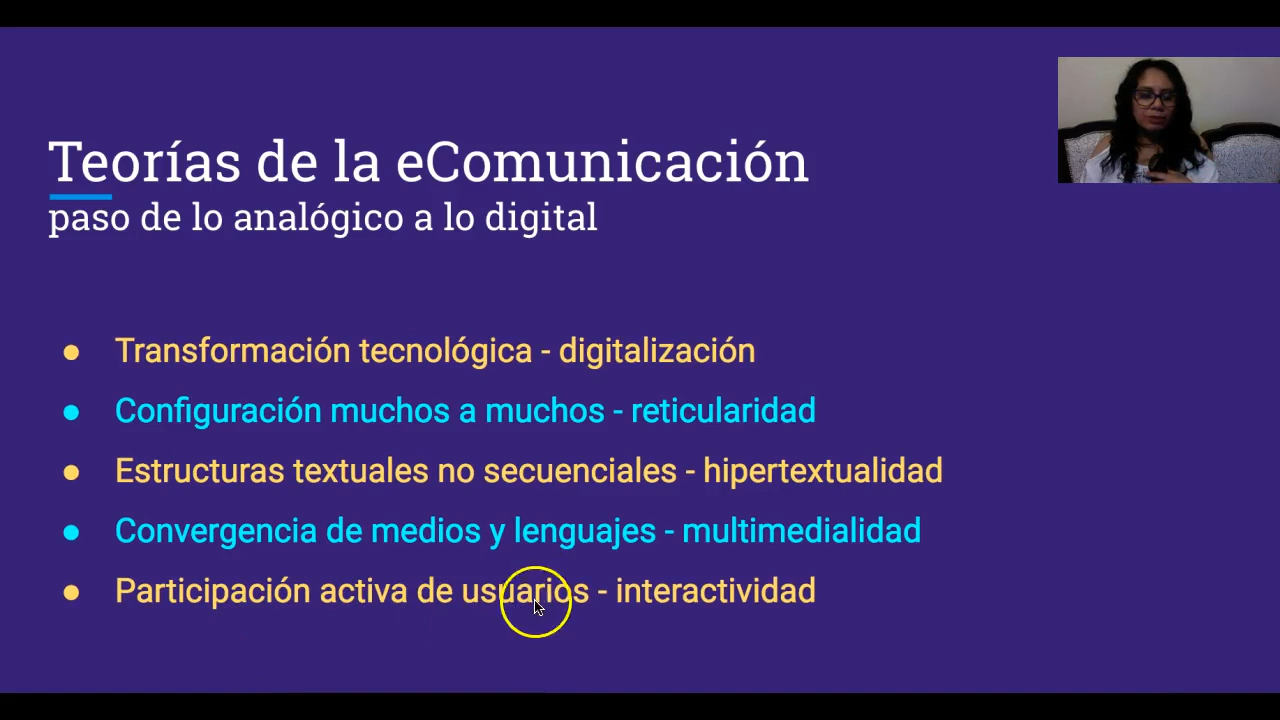 Teorías de la eComunicación
paso de lo analógico a lo digital
● Transformación tecnológica - digitalización
● Configuración muchos a muchos - reticularidad
● Estructuras textuales no secuenciales - hipertextualidad
● Convergencia de medios y lenguajes - multimedialidad
● Participación activa de usuarios - interactividad